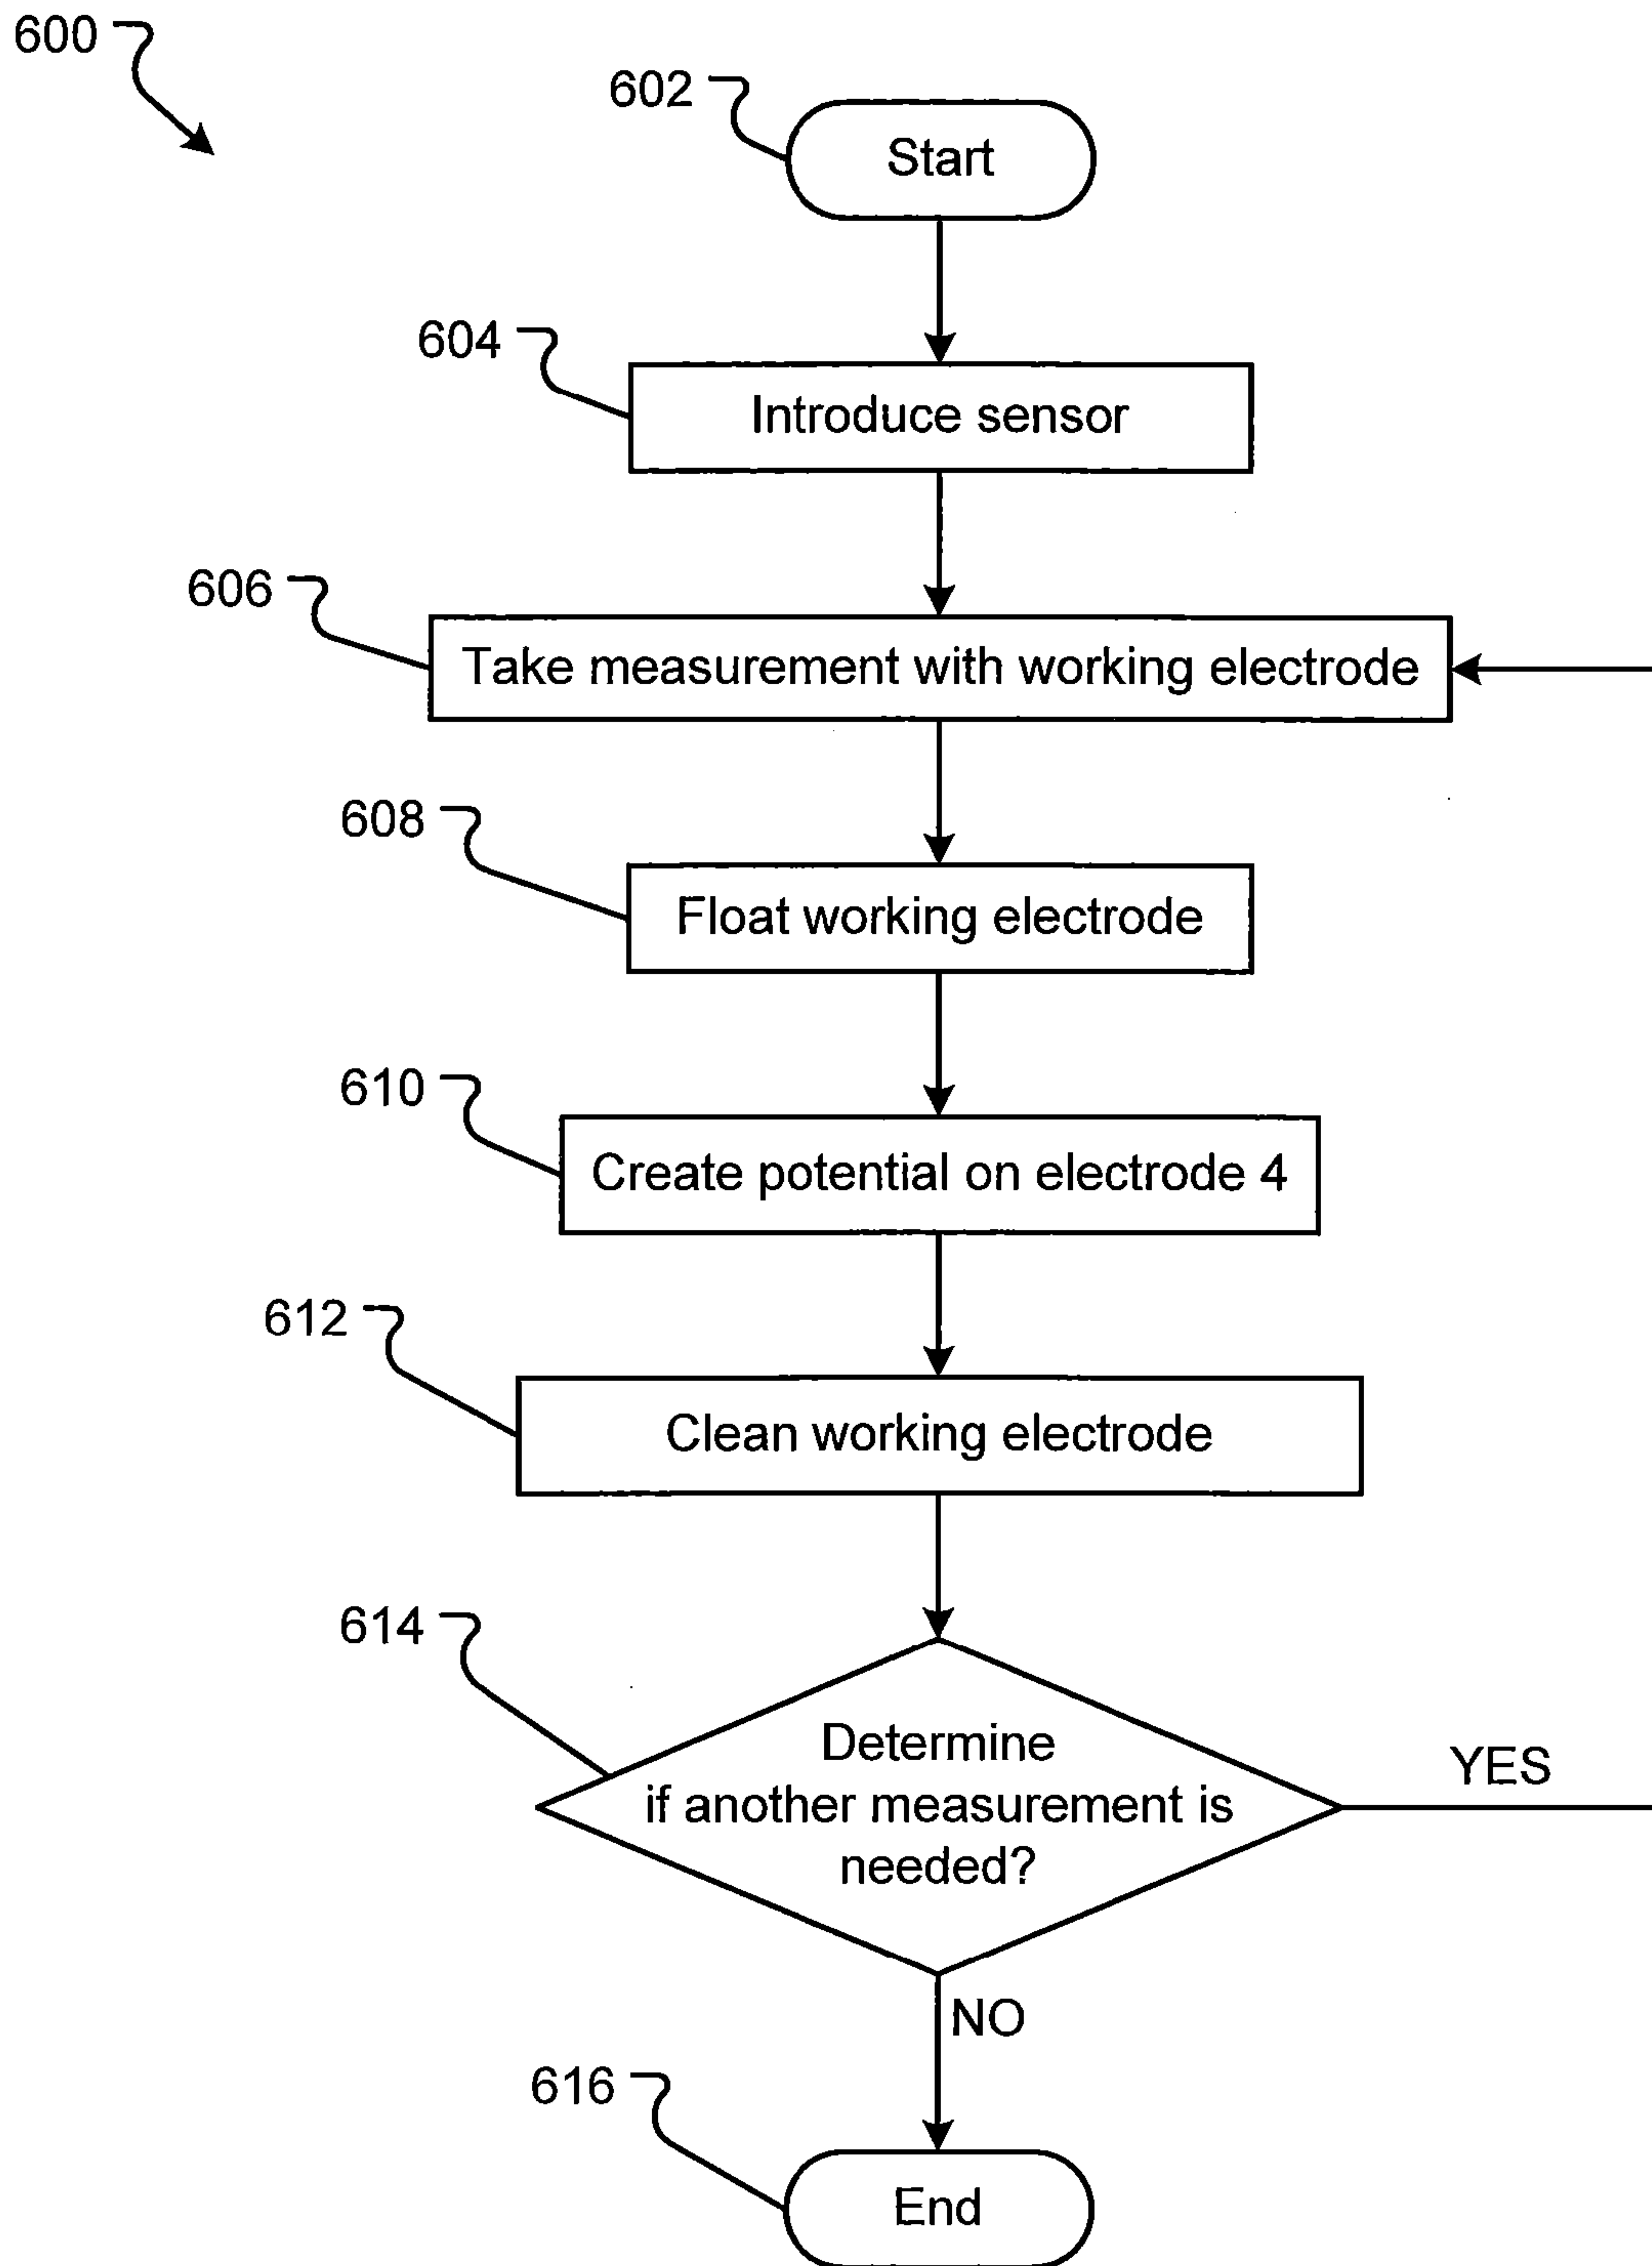 600
602
Start
604
Introduce sensor
606
Take measurement with working electrode
608
Float working electrode
610
Create potential on electrode 4
612
Clean working electrode
614
Determine
if another measurement is
needed?
YES
NO
616
End